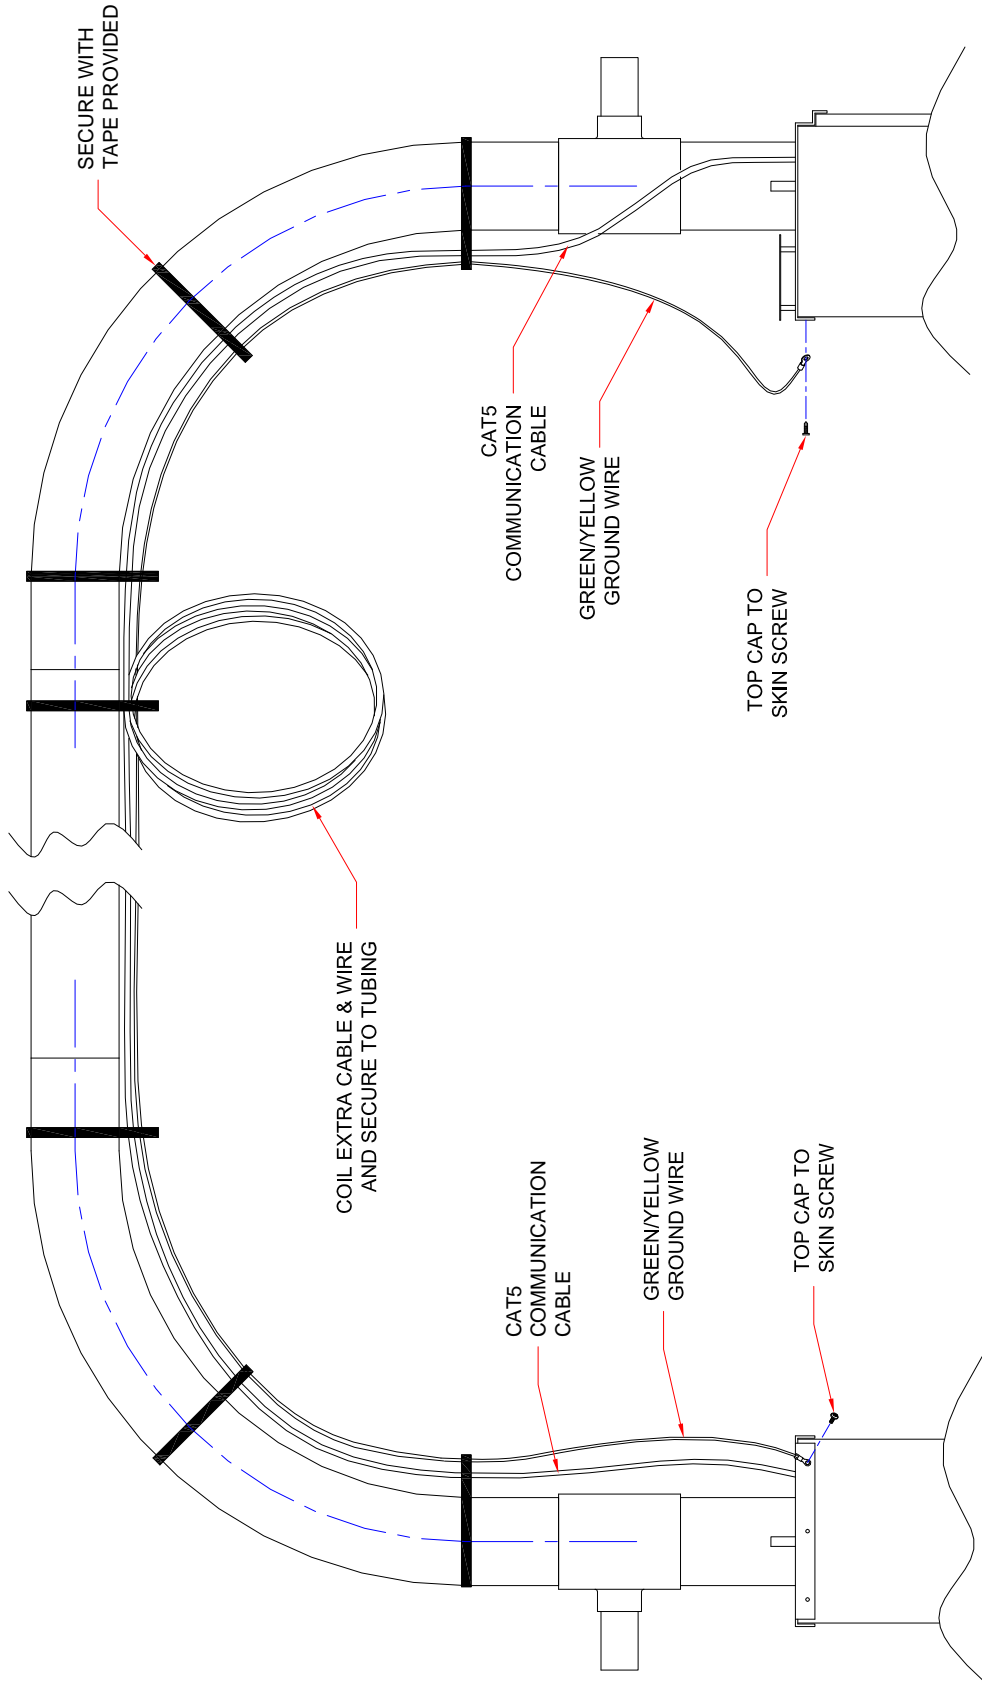 SECURE WITH
TAPE PROVIDED
CAT5
COMMUNICATION
CABLE
GREEN/YELLOW
GROUND WIRE
TOP CAP TO
SKIN SCREW
COIL EXTRA CABLE & WIRE
AND SECURE TO TUBING
CAT5
COMMUNICATION
CABLE
GREEN/YELLOW
GROUND WIRE
TOP CAP TO
SKIN SCREW